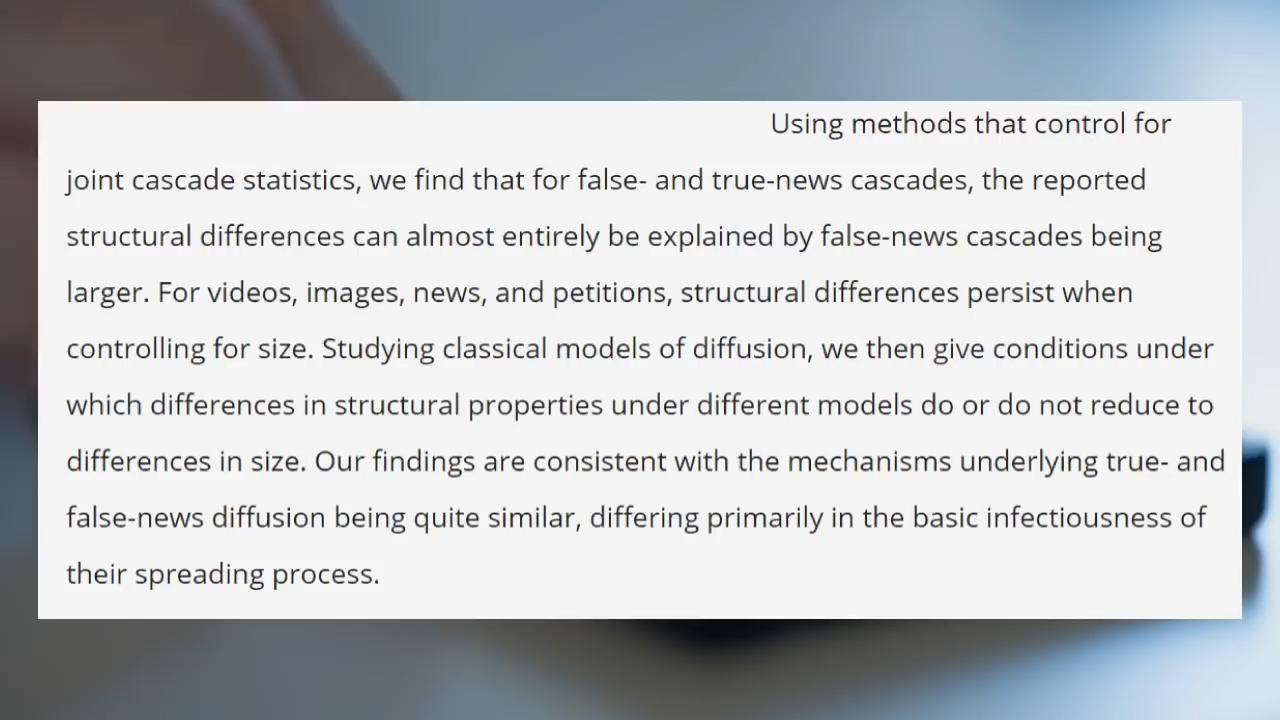 Using methods that control for
joint cascade statistics, we find that for false- and true-news cascades, the reported
structural differences can almost entirely be explained by false-news cascades being
larger. For videos, images, news, and petitions, structural differences persist when
controlling for size. Studying classical models of diffusion, we then give conditions under
which differences in structural properties under different models do or do not reduce to
differences in size. Our findings are consistent with the mechanisms underlying true- and
false-news diffusion being quite similar, differing primarily in the basic infectiousness of
their spreading process.